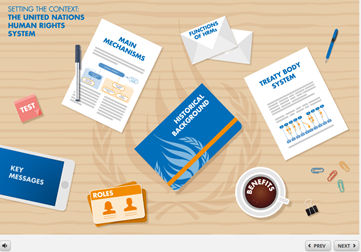 SETTING THE CONTEXT:
THE UNITED NATIONS
HUMAN RIGHTS
SYSTEM
MAIN
MECHANISMS
FUNCTIONS
OF HRMs
TREATY BODY
SYSTEM
TEST
HISTORICAL
BACKGROUND
KEY
MESSAGES
ROLES
BENEFITS
PREV
NEXT